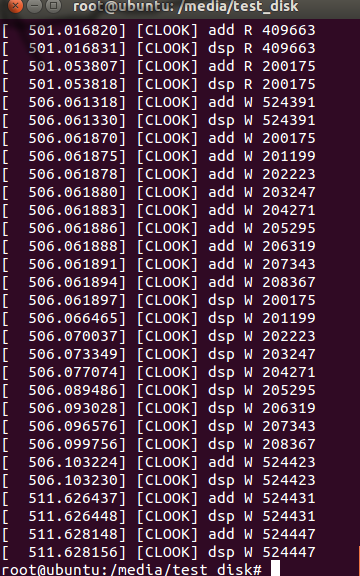 root@ubuntu: /media/test_disk
[  501.016820] [CLOOK] add R 409663
[  501.016831] [CLOOK] dsp R 409663
[  501.053807] [CLOOK] add R 200175
[  501.053818] [CLOOK] dsp R 200175
[  506.061318] [CLOOK] add W 524391
[  506.061330] [CLOOK] dsp W 524391
[  506.061870] [CLOOK] add W 200175
[  506.061875] [CLOOK] add W 201199
[  506.061878] [CLOOK] add W 202223
[  506.061880] [CLOOK] add W 203247
[  506.061883] [CLOOK] add W 204271
[  506.061886] [CLOOK] add W 205295
[  506.061888] [CLOOK] add W 206319
[  506.061891] [CLOOK] add W 207343
[  506.061894] [CLOOK] add W 208367
[  506.061897] [CLOOK] dsp W 200175
[  506.066465] [CLOOK] dsp W 201199
[  506.070037] [CLOOK] dsp W 202223
[  506.073349] [CLOOK] dsp W 203247
[  506.077074] [CLOOK] dsp W 204271
[  506.089486] [CLOOK] dsp W 205295
[  506.093028] [CLOOK] dsp W 206319
[  506.096576] [CLOOK] dsp W 207343
[  506.099756] [CLOOK] dsp W 208367
[  506.103224] [CLOOK] add W 524423
[  506.103230] [CLOOK] dsp W 524423
[  511.626437] [CLOOK] add W 524431
[  511.626448] [CLOOK] dsp W 524431
[  511.628148] [CLOOK] add W 524447
[  511.628156] [CLOOK] dsp W 524447
root@ubuntu:/media/test_disk#